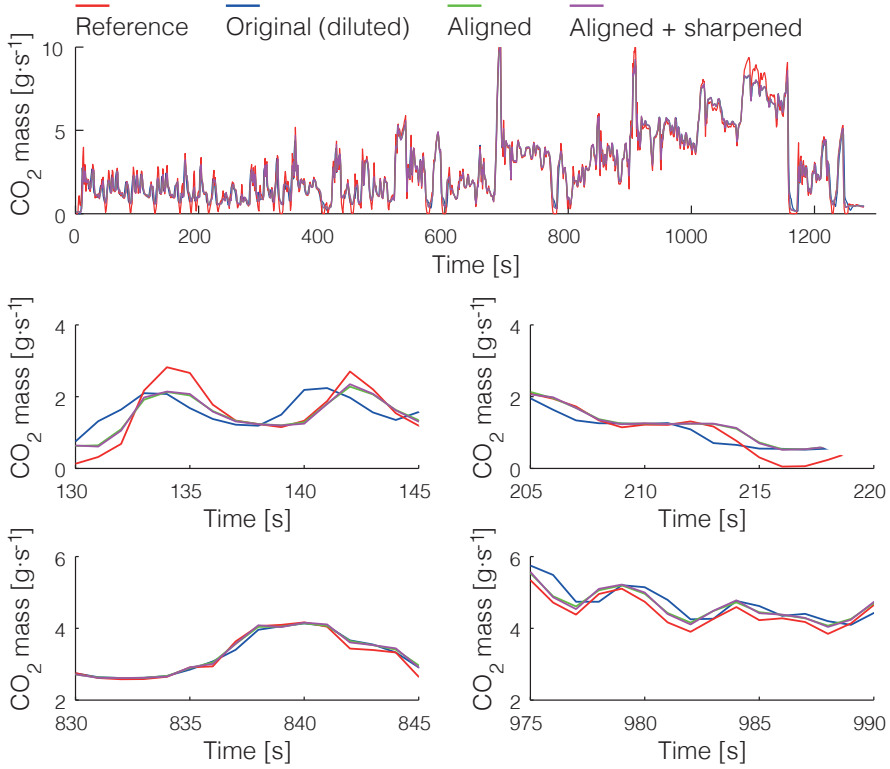 Reference Original (diluted) Aligned Aligned + sharpened
CO2 mass [g·s-1]
10
5
0
0 200 400 600 800 1000 1200
Time [s]
CO2 mass [g·s-1]
4
2
0
130 135 140 145
Time [s]
CO2 mass [g·s-1]
4
2
0
205 210 215 220
Time [s]
CO2 mass [g·s-1]
6
4
2
830 835 840 845
Time [s]
CO2 mass [g·s-1]
6
4
2
975 980 985 990
Time [s]